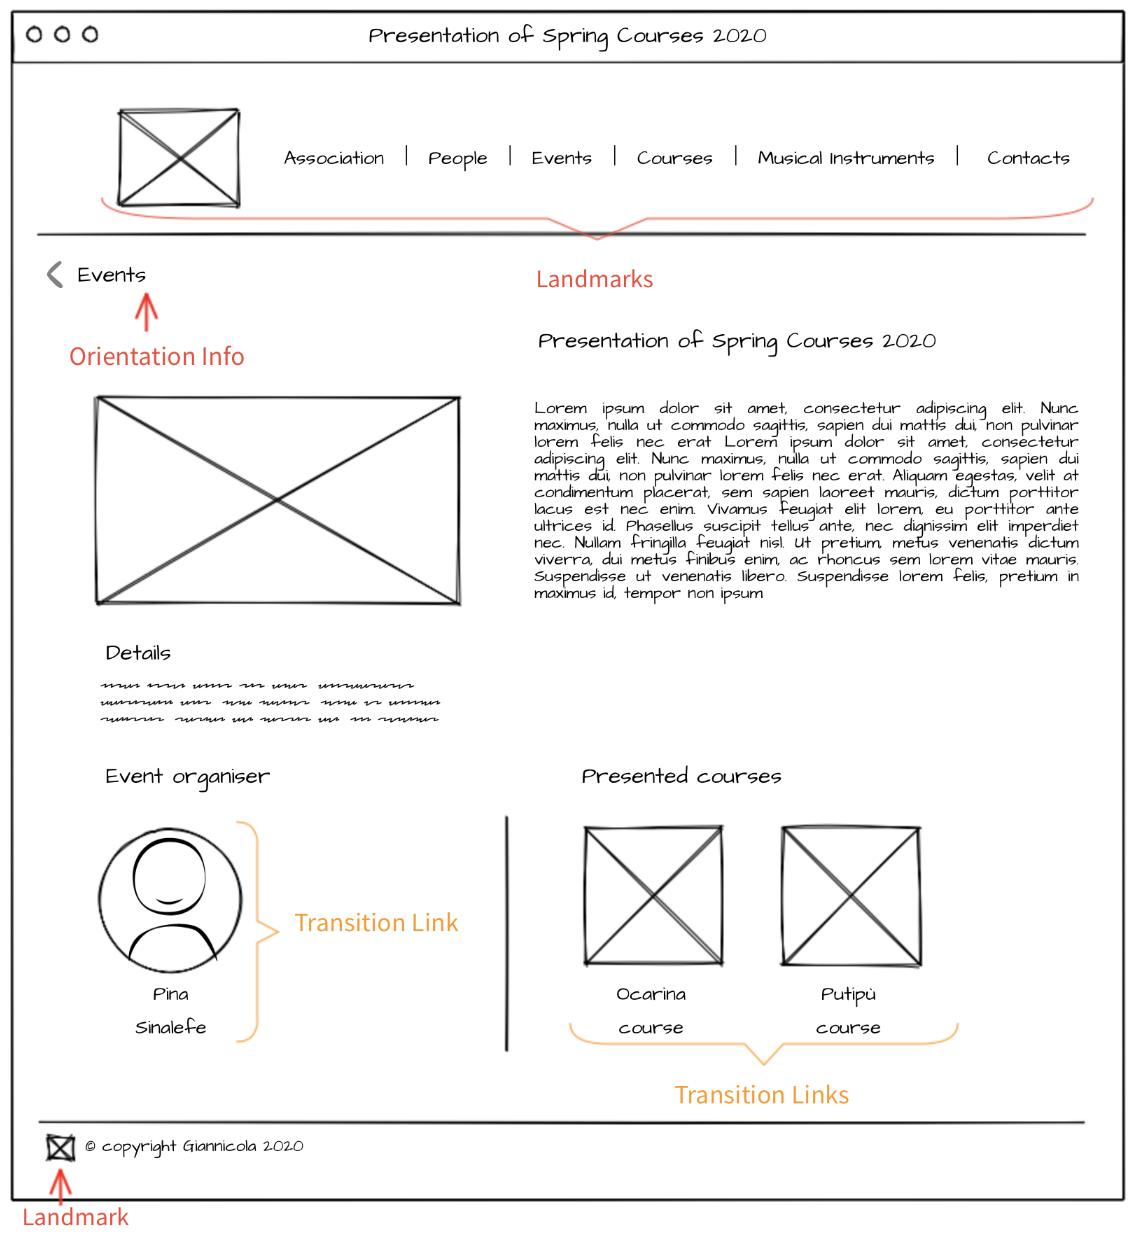 Presentation of Spring Courses 2020
Association | People | Events | Courses | Musical Instruments | Contacts
Events
Landmarks
Orientation Info
Presentation of Spring Courses 2020
Lorem ipsum dolor sit amet, consectetur adipiscing elit. Nunc
maximus, nulla ut commodo sagittis, sapien dui mattis dui, non pulvinar
lorem felis nec erat Lorem ipsum dolor sit amet, consectetur
adipiscing elit. Nunc maximus, nulla ut commodo sagittis, sapien dui
mattis dui, non pulvinar lorem felis nec erat. Aliquam egestas, velit at
condimentum placerat, sem sapien laoreet mauris, dictum porttitor
lacus est nec enim. Vivamus feugiat elit lorem, eu porttitor ante
ultrices id. Phasellus suscipit tellus ante, nec dignissim elit imperdiet
nec. Nullam fringilla feugiat nisl. Ut pretium, metus venenatis dictum
viverra, dui metus finibus enim, ac rhoncus sem lorem vitae mauris.
Suspendisse ut venenatis libero. Suspendisse lorem felis, pretium in
maximus id, tempor non ipsum
Details
Event organiser
Pina
Sinalefe
Transition Link
Presented courses
Ocarina
course
Putipù
course
Transition Links
© copyright Giannicola 2020
Landmark